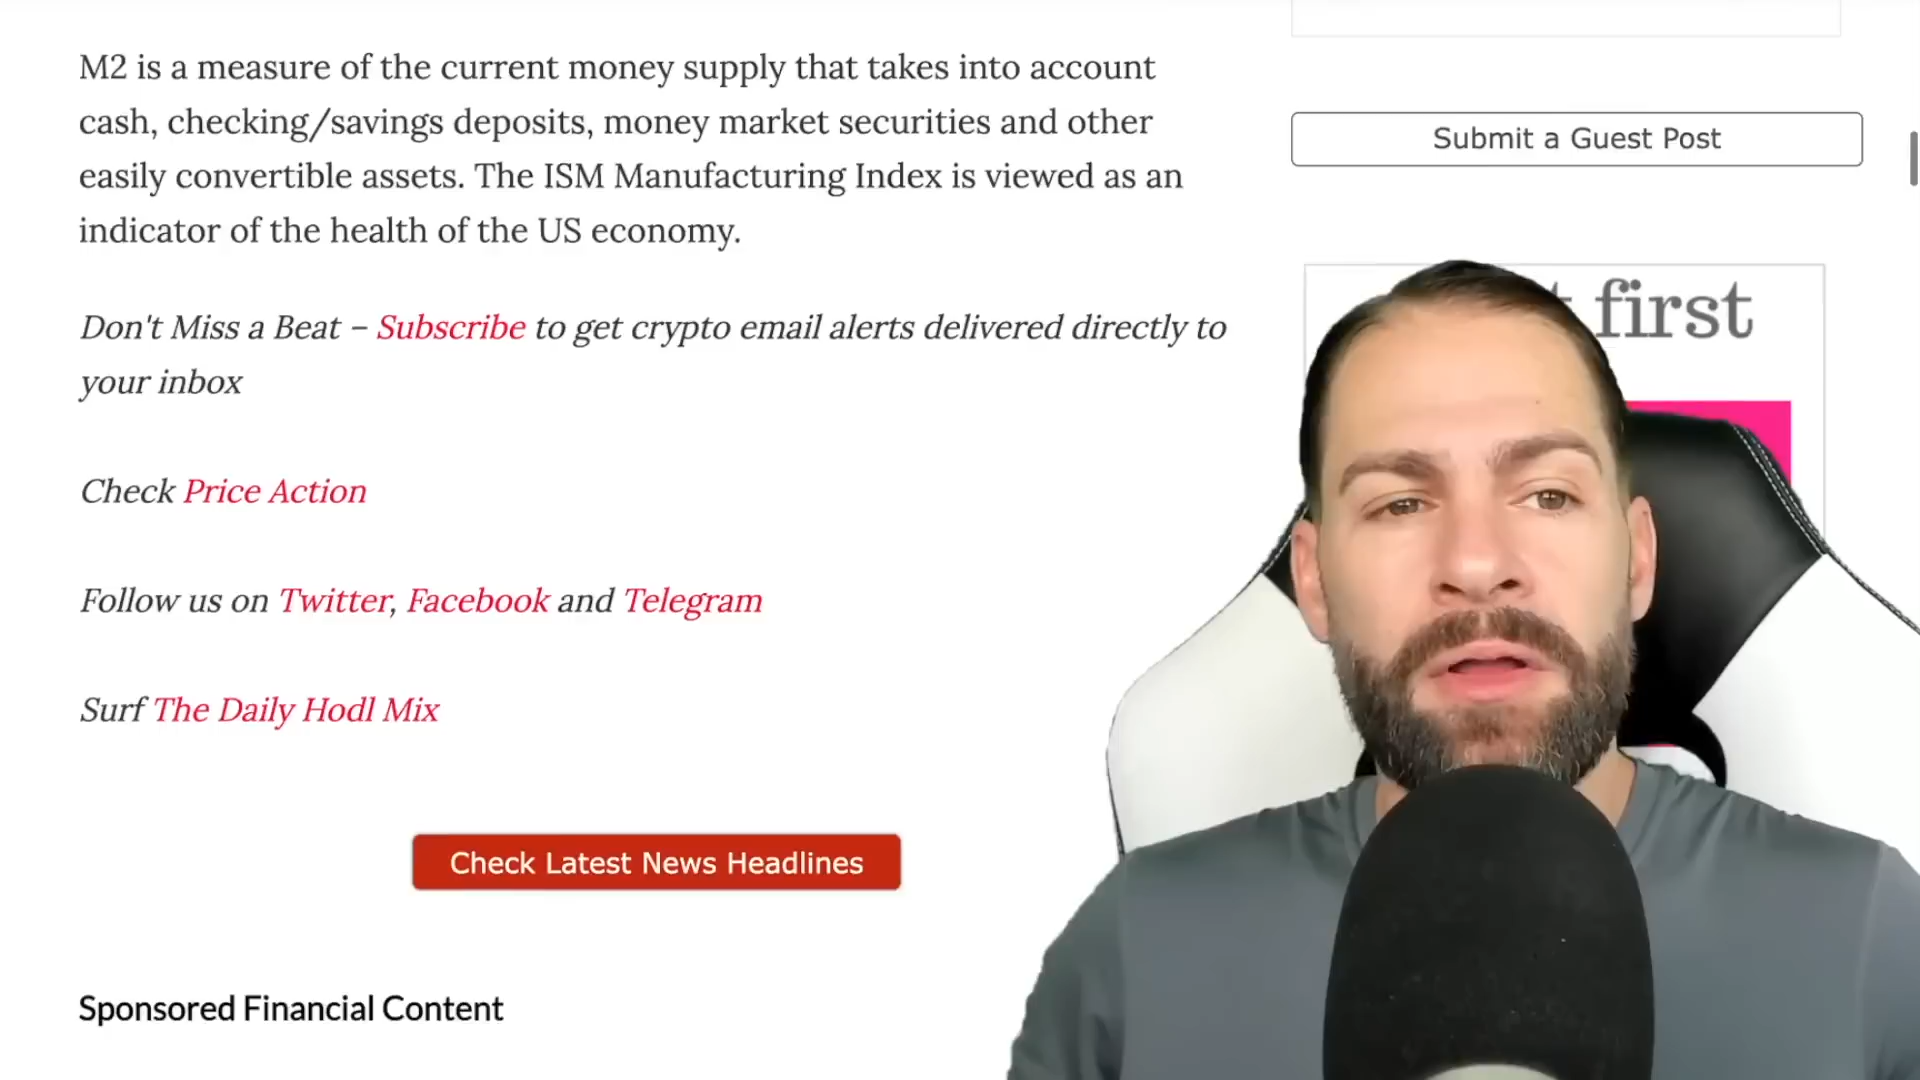 M2 is a measure of the current money supply that takes into account
cash, checking/savings deposits, money market securities and other
easily convertible assets. The ISM Manufacturing Index is viewed as an
indicator of the health of the US economy.
Don't Miss a Beat – Subscribe to get crypto email alerts delivered directly to
your inbox
Check Price Action
Follow us on Twitter, Facebook and Telegram
Surf The Daily Hodl Mix
Check Latest News Headlines
Sponsored Financial Content
Submit a Guest Post
first